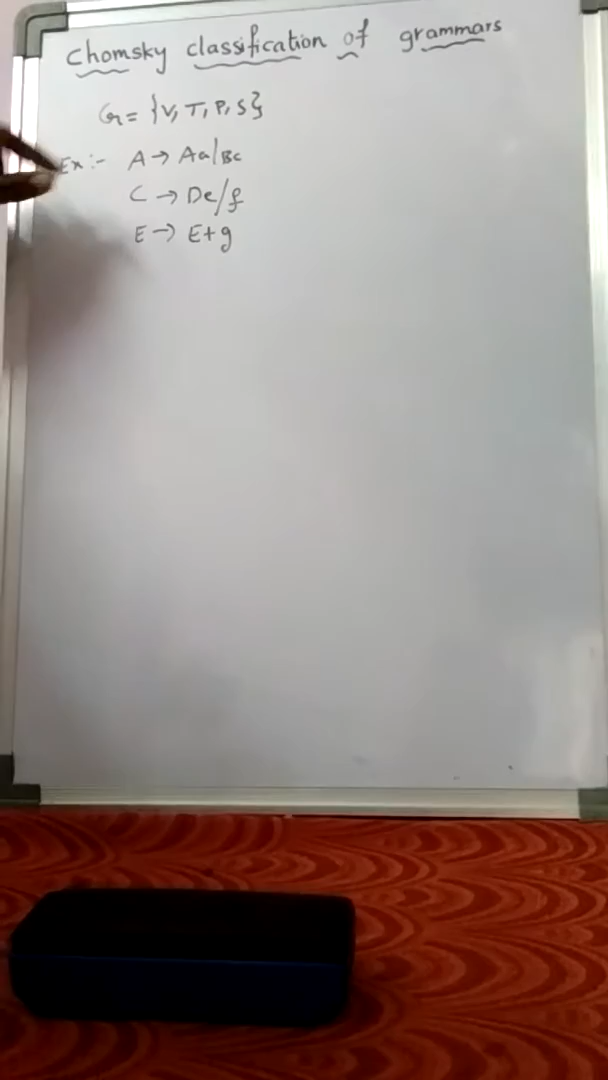 Chomsky classification of grammars
G = {V, T, P, S}
Ex :- A → Aa/Bc
C → De/f
E → E+g